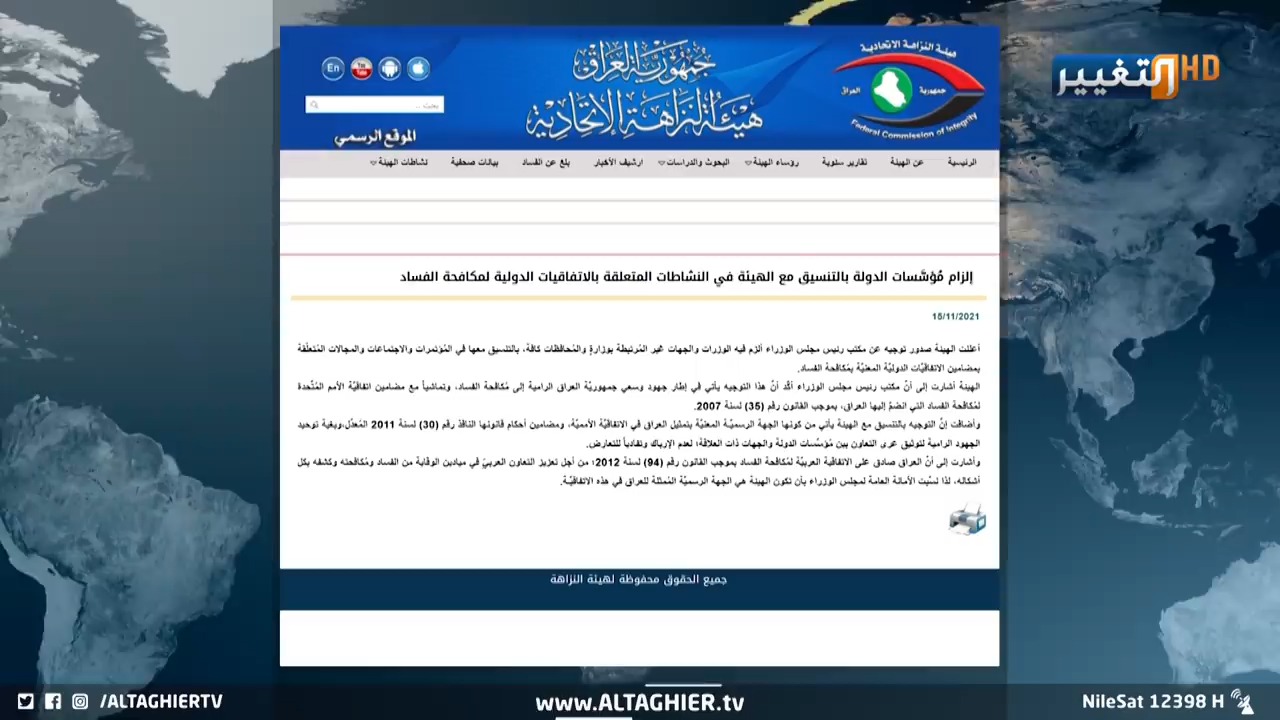 التغيير HD
هيئة النزاهة الاتحادية
جمهورية
العراق
Federal Commission of Integrity
جمهورية العراق
هيئة النزاهة الاتحادية
En
You Tube
بحث ..
الموقع الرسمي
الرئيسية عن الهيئة تقارير سنوية رؤساء الهيئة البحوث والدراسات ارشيف الأخبار بلغ عن الفساد بيانات صحفية نشاطات الهيئة
إلزام مُؤسَّسات الدولة بالتنسيق مع الهيئة في النشاطات المتعلقة بالاتفاقيات الدولية لمكافحة الفساد
15/11/2021
أعلنت الهيئة صدور توجيه عن مكتب رئيس مجلس الوزراء ألزم فيه الوزرات والجهات غير المُرتبطة بوزارةٍ والمُحافظات كافة، بالتنسيق معها في المُؤتمرات والاجتماعات والمجالات المُتعلّقة
بمضامين الاتفاقيَّات الدوليَّة المعنيَّة بمُكافحة الفساد.
الهيئة أشارت إلى أنَّ مكتب رئيس مجلس الوزراء أكَّد أنَّ هذا التوجيه يأتي في إطار جهود وسعي جمهوريَّة العراق الرامية إلى مُكافحة الفساد، وتماشياً مع مضامين اتفاقيَّة الأمم المُتَّحدة
لمُكافحة الفساد التي انضمَّ إليها العراق، بموجب القانون رقم (35) لسنة 2007.
وأضافت إنَّ التوجيه بالتنسيق مع الهيئة يأتي من كونها الجهة الرسميَّة المعنيَّة بتمثيل العراق في الاتفاقيَّة الأمميَّة، ومضامين أحكام قانونها النافذ رقم (30) لسنة 2011 المعدَّل،وبغية توحيد
الجهود الرامية لتوثيق عرى التعاون بين مُؤسَّسات الدولة والجهات ذات العلاقة؛ لعدم الإرباك وتفادياً للتعارض.
وأشارت إلى أنَّ العراق صادق على الاتفاقية العربيَّة لمُكافحة الفساد بموجب القانون رقم (94) لسنة 2012؛ من أجل تعزيز التعاون العربيّ في ميادين الوقاية من الفساد ومُكافحته وكشفه بكل
أشكاله، لذا نسَّبت الأمانة العامة لمجلس الوزراء بأن تكون الهيئة هي الجهة الرسميَّة المُمثلة للعراق في هذه الاتفاقيَّة.
جميع الحقوق محفوظة لهيئة النزاهة
/ALTAGHIERTV
www.ALTAGHIER.tv
NileSat 12398 H